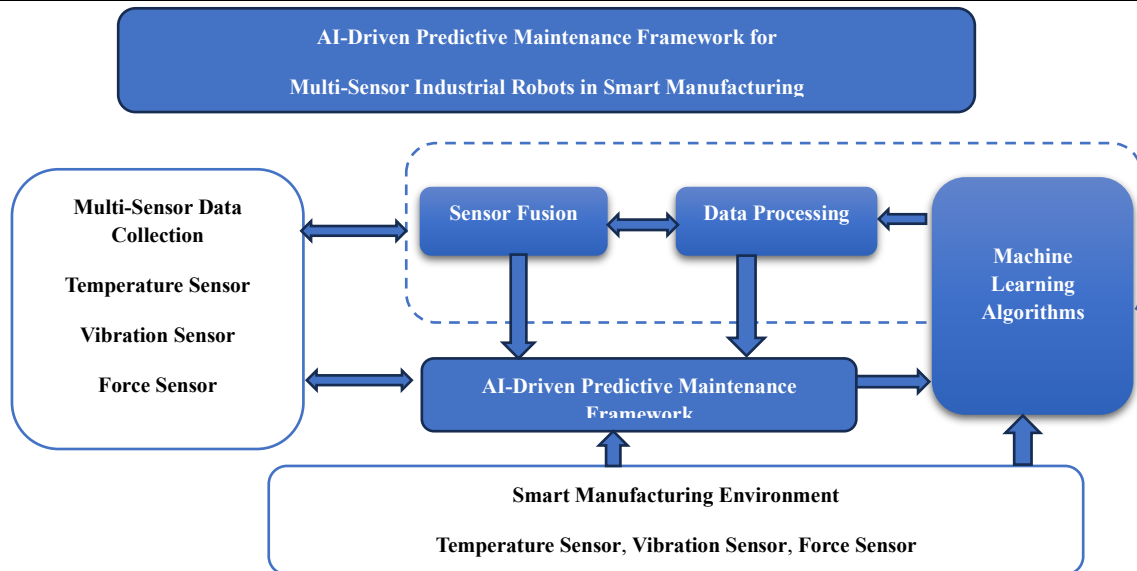 AI-Driven Predictive Maintenance Framework for
Multi-Sensor Industrial Robots in Smart Manufacturing
Multi-Sensor Data
Collection
Temperature Sensor
Vibration Sensor
Force Sensor
Sensor Fusion
Data Processing
Machine
Learning
Algorithms
AI-Driven Predictive Maintenance
Framework
Smart Manufacturing Environment
Temperature Sensor, Vibration Sensor, Force Sensor